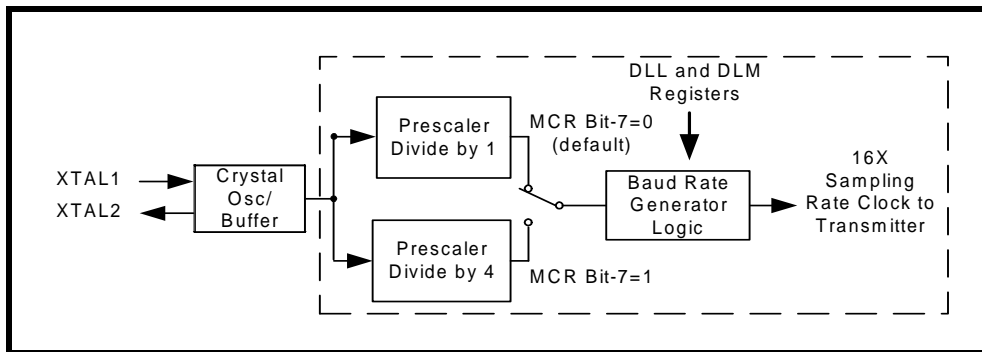 XTAL1
XTAL2
Crystal
Osc/
Buffer
Prescaler
Divide by 1
Prescaler
Divide by 4
MCR Bit-7=0
(default)
MCR Bit-7=1
DLL and DLM
Registers
Baud Rate
Generator
Logic
16X
Sampling
Rate Clock to
Transmitter